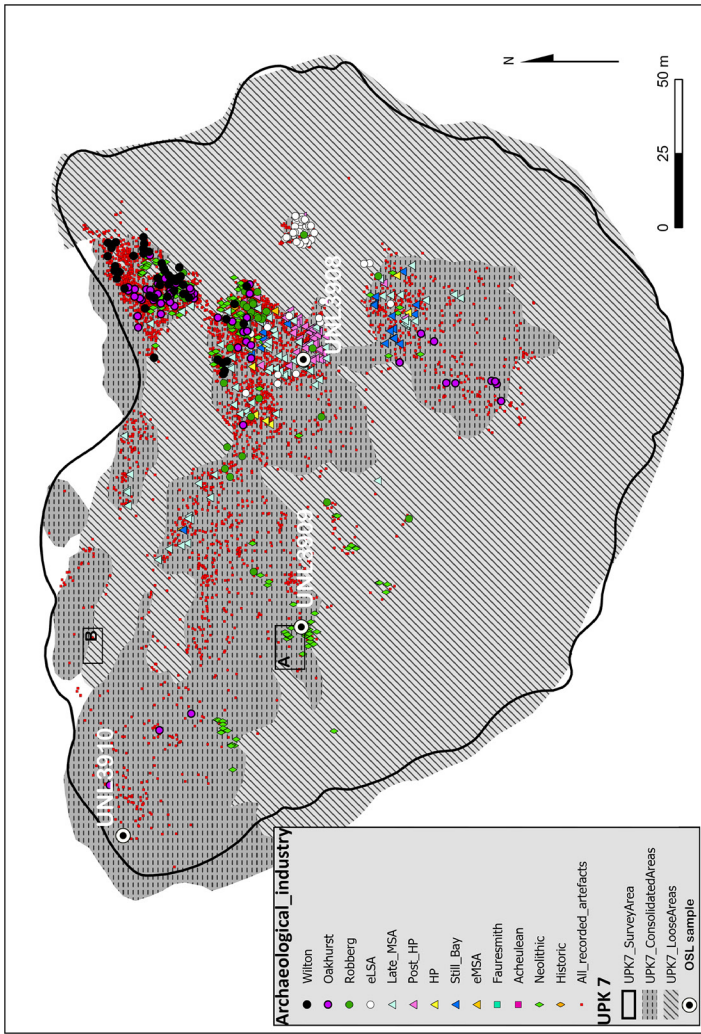 N
50 m
25
0
B
A
UNL3910
UNL3908
Archaeological_industry
Wilton
Oakhurst
Robberg
eLSA
Late_MSA
Post_HP
HP
Still_Bay
eMSA
Fauresmith
Acheulean
Neolithic
Historic
All_recorded_artefacts
UPK 7
UPK7_SurveyArea
UPK7_ConsolidatedAreas
UPK7_LooseAreas
OSL sample